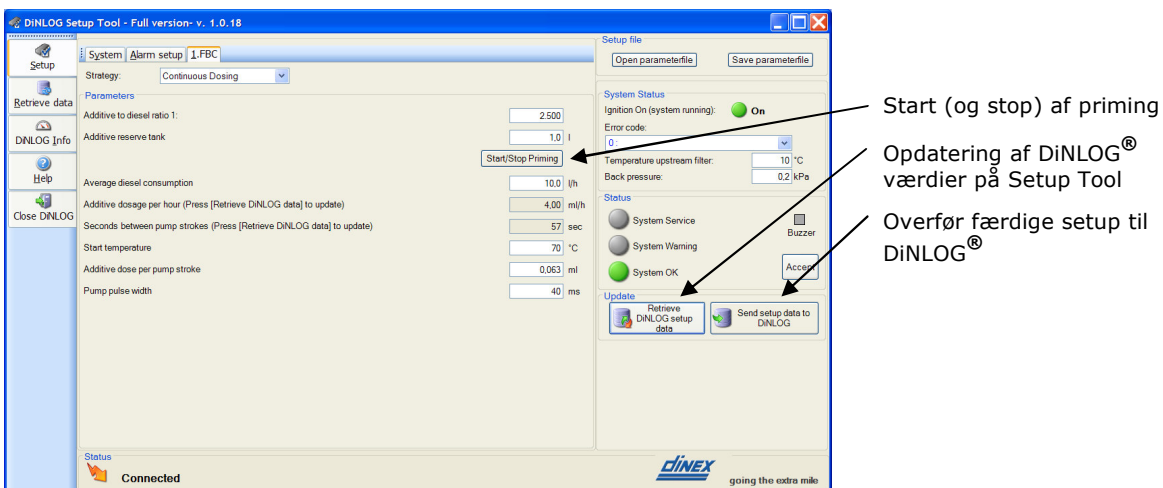 DiNLOG Setup Tool - Full version- v. 1.0.18
Setup
Retrieve data
DiNLOG Info
Help
Close DiNLOG
System
Alarm setup
1.FBC
Strategy: Continuous Dosing
Parameters
Additive to diesel ratio 1: 2.500
Additive reserve tank 1,0 l
Start/Stop Priming
Average diesel consumption 10,0 l/h
Additive dosage per hour (Press [Retrieve DiNLOG data] to update) 4,00 ml/h
Seconds between pump strokes (Press [Retrieve DiNLOG data] to update) 57 sec
Start temperature 70 °C
Additive dose per pump stroke 0,063 ml
Pump pulse width 40 ms
Setup file
Open parameterfile
Save parameterfile
System Status
Ignition On (system running): On
Error code:
0 :
Temperature upstream filter: 10 °C
Back pressure: 0,2 kPa
Status
System Service
Buzzer
System Warning
System OK
Accept
Update
Retrieve
DiNLOG setup
data
Send setup data to
DiNLOG
Status
Connected
dinex
going the extra mile
Start (og stop) af priming
Opdatering af DiNLOG®
værdier på Setup Tool
Overfør færdige setup til
DiNLOG®